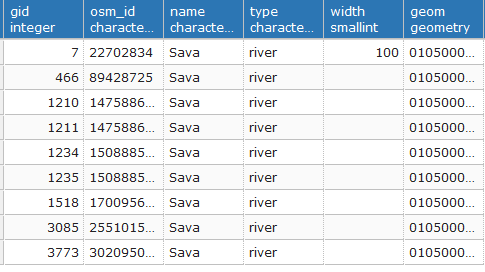 gid osm_id name type width geom
integer characte... characte... characte... smallint geometry
7 22702834 Sava river 100 0105000...
466 89428725 Sava river 0105000...
1210 1475886... Sava river 0105000...
1211 1475886... Sava river 0105000...
1234 1508885... Sava river 0105000...
1235 1508885... Sava river 0105000...
1518 1700956... Sava river 0105000...
3085 2551015... Sava river 0105000...
3773 3020950... Sava river 0105000...